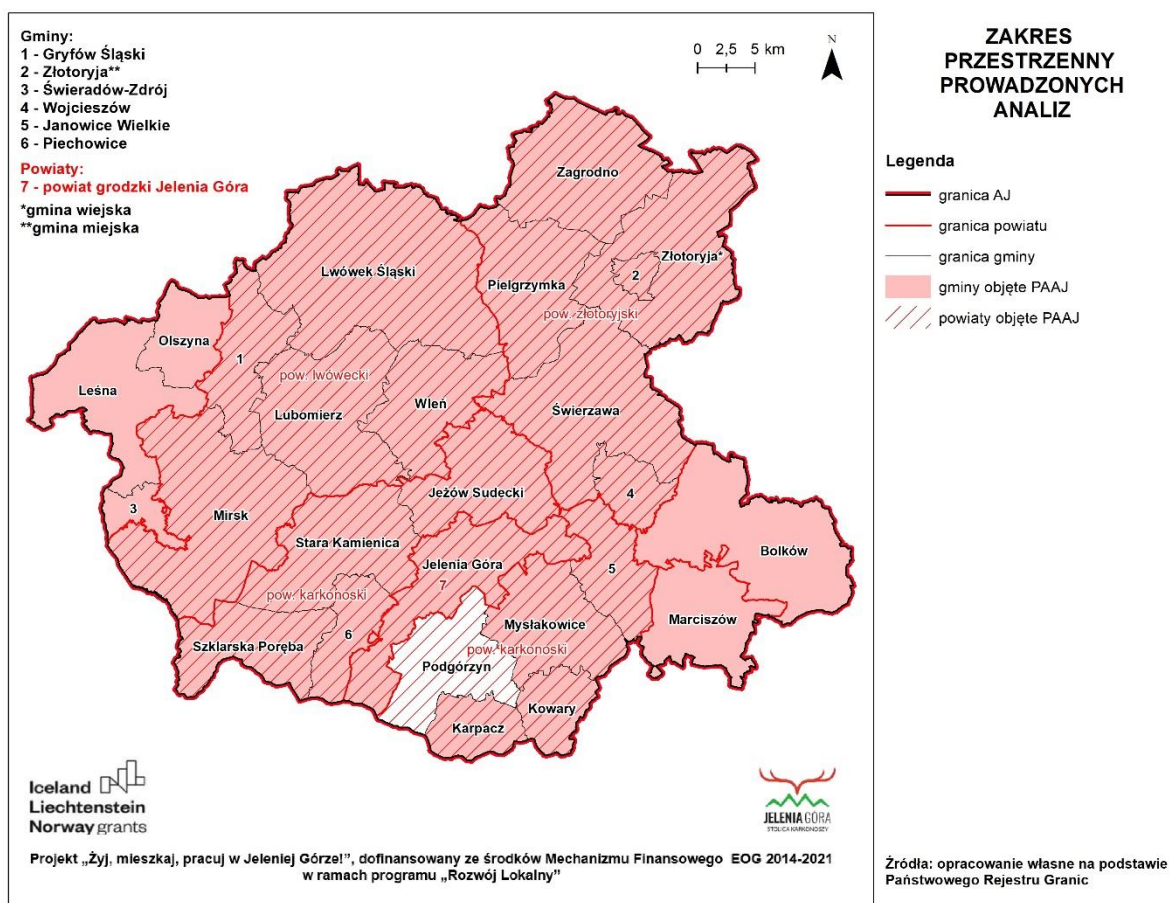 Gminy:
1 - Gryfów Śląski
2 - Złotoryja**
3 - Świeradów-Zdrój
4 - Wojcieszów
5 - Janowice Wielkie
6 - Piechowice
Powiaty:
7 - powiat grodzki Jelenia Góra
*gmina wiejska
**gmina miejska
0 2,5 5 km
N
Zagrodno
Lwówek Śląski
Złotoryja*
2
Pielgrzymka
pow. złotoryjski
Olszyna
1
pow. lwówecki
Leśna
Lubomierz
Wleń
Świerzawa
Jeżów Sudecki
4
3
Mirsk
Stara Kamienica
Bolków
Jelenia Góra
7
5
pow. karkonoski
Marciszów
Mysłakowice
6
Szklarska Poręba
pow. karkonoski
Podgórzyn
Kowary
Karpacz
Iceland
Liechtenstein
Norway grants
JELENIA GÓRA
STOLICA KARKONOSZY
Projekt „Żyj, mieszkaj, pracuj w Jeleniej Górze!", dofinansowany ze środków Mechanizmu Finansowego EOG 2014-2021
w ramach programu „Rozwój Lokalny"
ZAKRES
PRZESTRZENNY
PROWADZONYCH
ANALIZ
Legenda
granica AJ
granica powiatu
granica gminy
gminy objęte PAAJ
powiaty objęte PAAJ
Źródła: opracowanie własne na podstawie
Państwowego Rejestru Granic